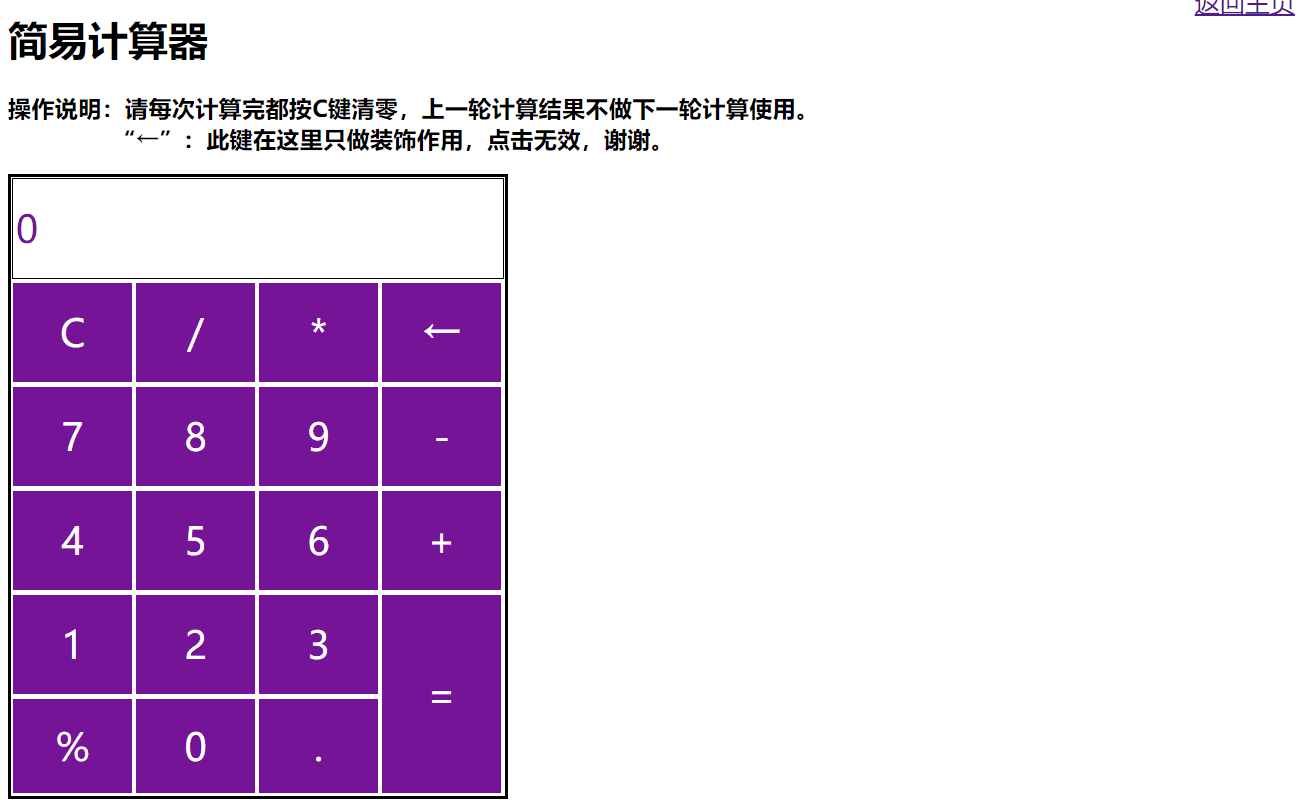 返回主页
简易计算器
操作说明：请每次计算完都按C键清零，上一轮计算结果不做下一轮计算使用。
“←”：此键在这里只做装饰作用，点击无效，谢谢。
0
C / * ←
7 8 9 -
4 5 6 +
1 2 3
=
% 0 .